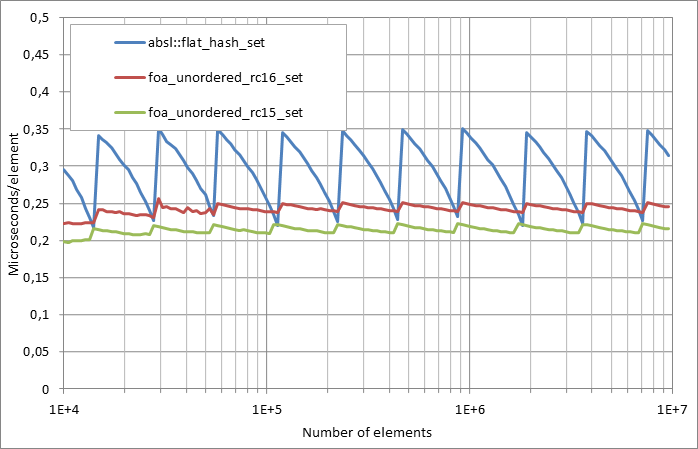 0,5
0,45
0,4
0,35
0,3
0,25
0,2
0,15
0,1
0,05
0
Microseconds/element
absl::flat_hash_set
foa_unordered_rc16_set
foa_unordered_rc15_set
1E+4
1E+5
1E+6
1E+7
Number of elements